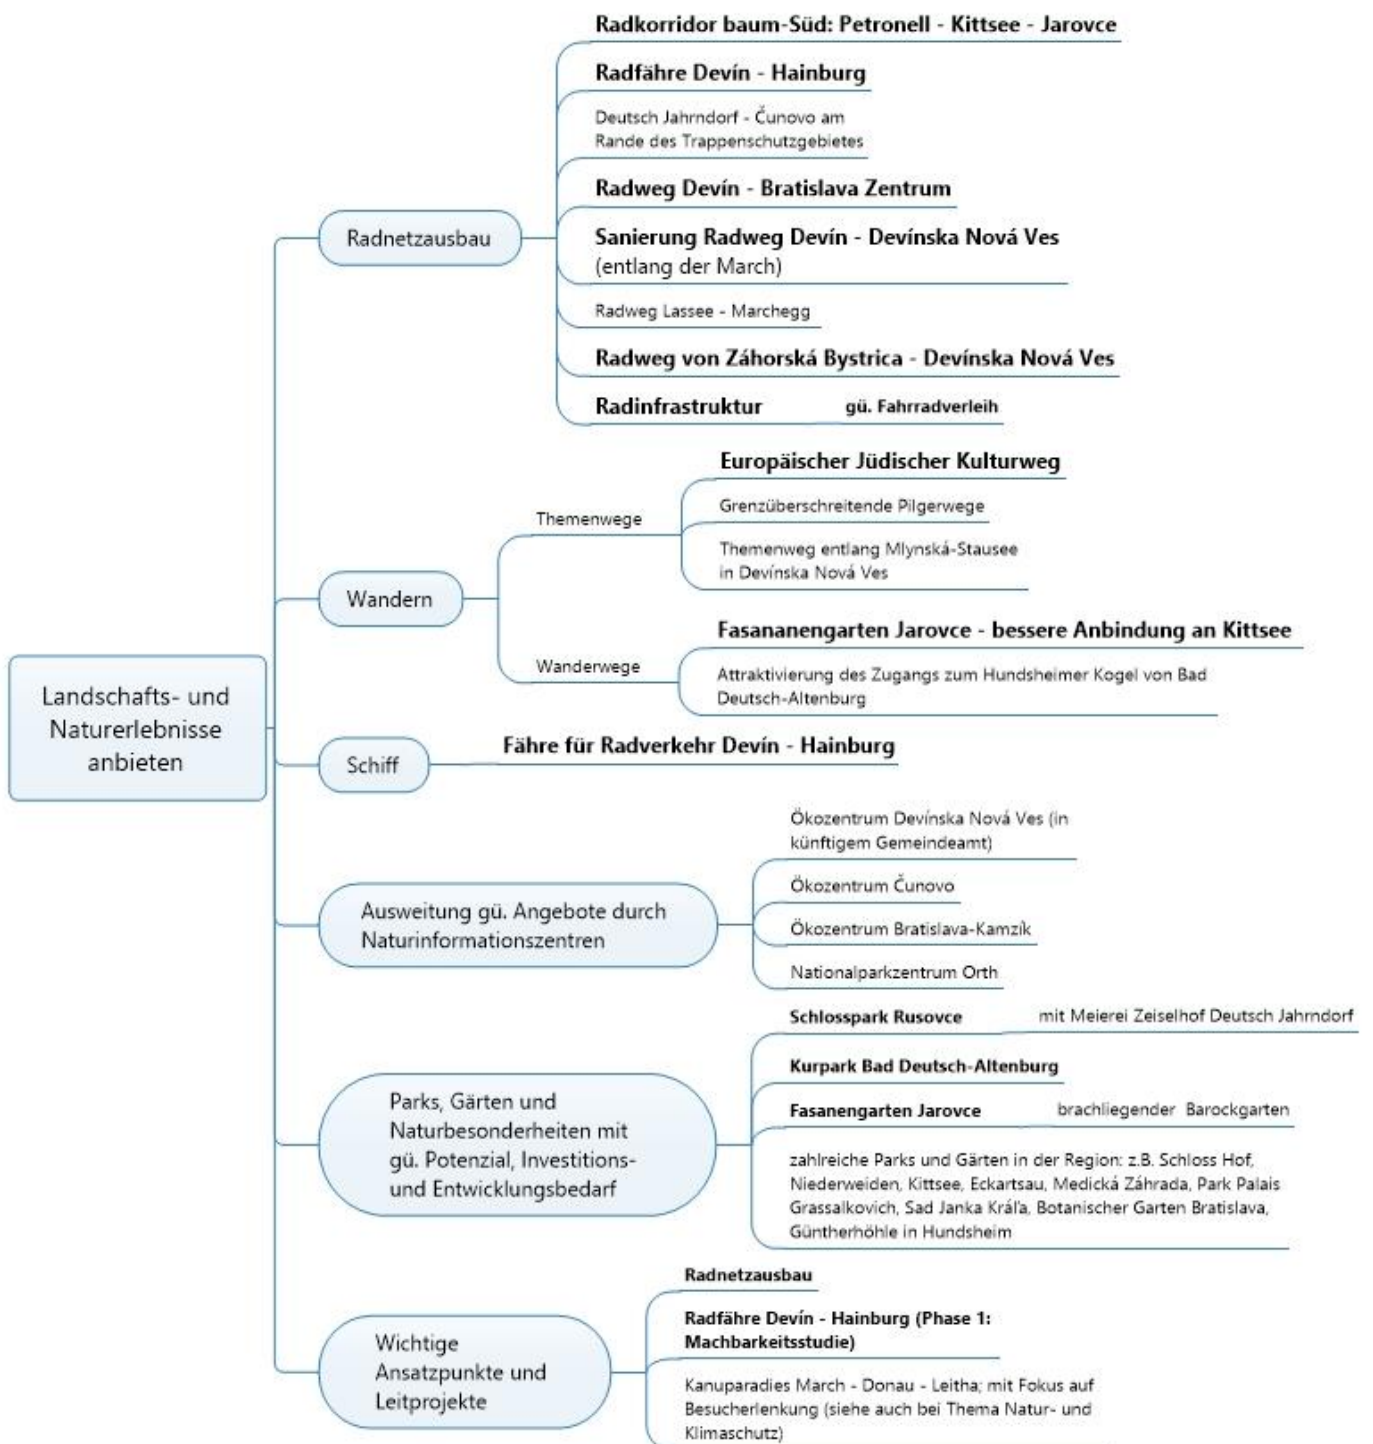 Landschafts- und
Naturerlebnisse
anbieten
Radnetzausbau
Radkorridor baum-Süd: Petronell - Kittsee - Jarovce
Radfähre Devín - Hainburg
Deutsch Jahrndorf - Čunovo am
Rande des Trappenschutzgebietes
Radweg Devín - Bratislava Zentrum
Sanierung Radweg Devín - Devínska Nová Ves
(entlang der March)
Radweg Lassee - Marchegg
Radweg von Záhorská Bystrica - Devínska Nová Ves
Radinfrastruktur
gü. Fahrradverleih
Wandern
Themenwege
Europäischer Jüdischer Kulturweg
Grenzüberschreitende Pilgerwege
Themenweg entlang Mlynská-Stausee
in Devínska Nová Ves
Wanderwege
Fasananengarten Jarovce - bessere Anbindung an Kittsee
Attraktivierung des Zugangs zum Hundsheimer Kogel von Bad
Deutsch-Altenburg
Schiff
Fähre für Radverkehr Devín - Hainburg
Ausweitung gü. Angebote durch
Naturinformationszentren
Ökozentrum Devínska Nová Ves (in
künftigem Gemeindeamt)
Ökozentrum Čunovo
Ökozentrum Bratislava-Kamzík
Nationalparkzentrum Orth
Parks, Gärten und
Naturbesonderheiten mit
gü. Potenzial, Investitions-
und Entwicklungsbedarf
Schlosspark Rusovce
mit Meierei Zeiselhof Deutsch Jahrndorf
Kurpark Bad Deutsch-Altenburg
Fasanengarten Jarovce
brachliegender Barockgarten
zahlreiche Parks und Gärten in der Region: z.B. Schloss Hof,
Niederweiden, Kittsee, Eckartsau, Medická Záhrada, Park Palais
Grassalkovich, Sad Janka Kráľa, Botanischer Garten Bratislava,
Güntherhöhle in Hundsheim
Wichtige
Ansatzpunkte und
Leitprojekte
Radnetzausbau
Radfähre Devín - Hainburg (Phase 1:
Machbarkeitsstudie)
Kanuparadies March - Donau - Leitha; mit Fokus auf
Besucherlenkung (siehe auch bei Thema Natur- und
Klimaschutz)